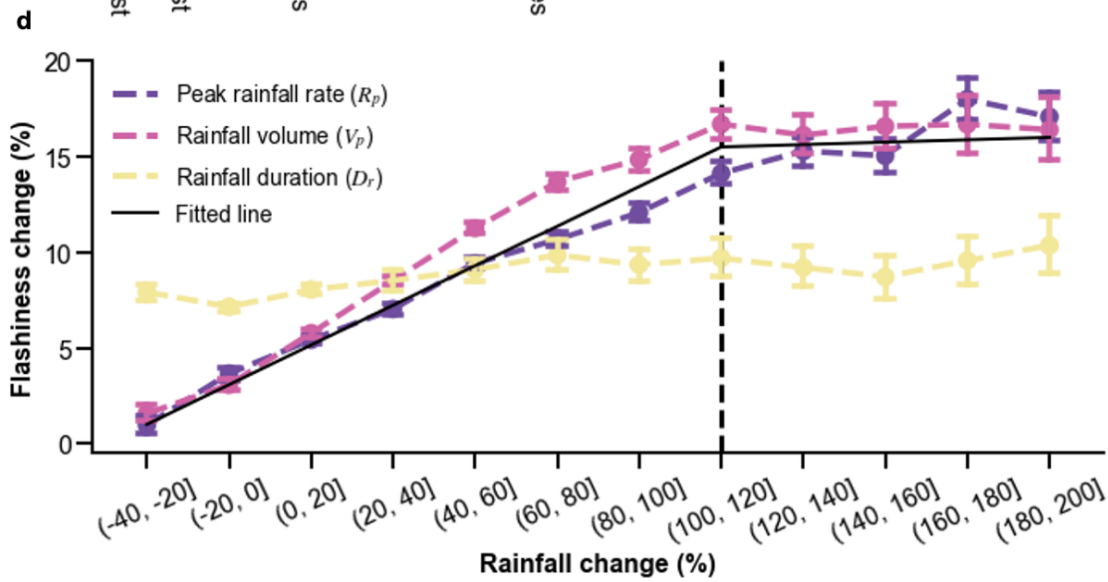 d
20
15
10
5
0
Flashiness change (%)
Peak rainfall rate (Rp)
Rainfall volume (Vp)
Rainfall duration (Dr)
Fitted line
(-40, -20]
(-20, 0]
(0, 20]
(20, 40]
(40, 60]
(60, 80]
(80, 100]
(100, 120]
(120, 140]
(140, 160]
(160, 180]
(180, 200]
Rainfall change (%)